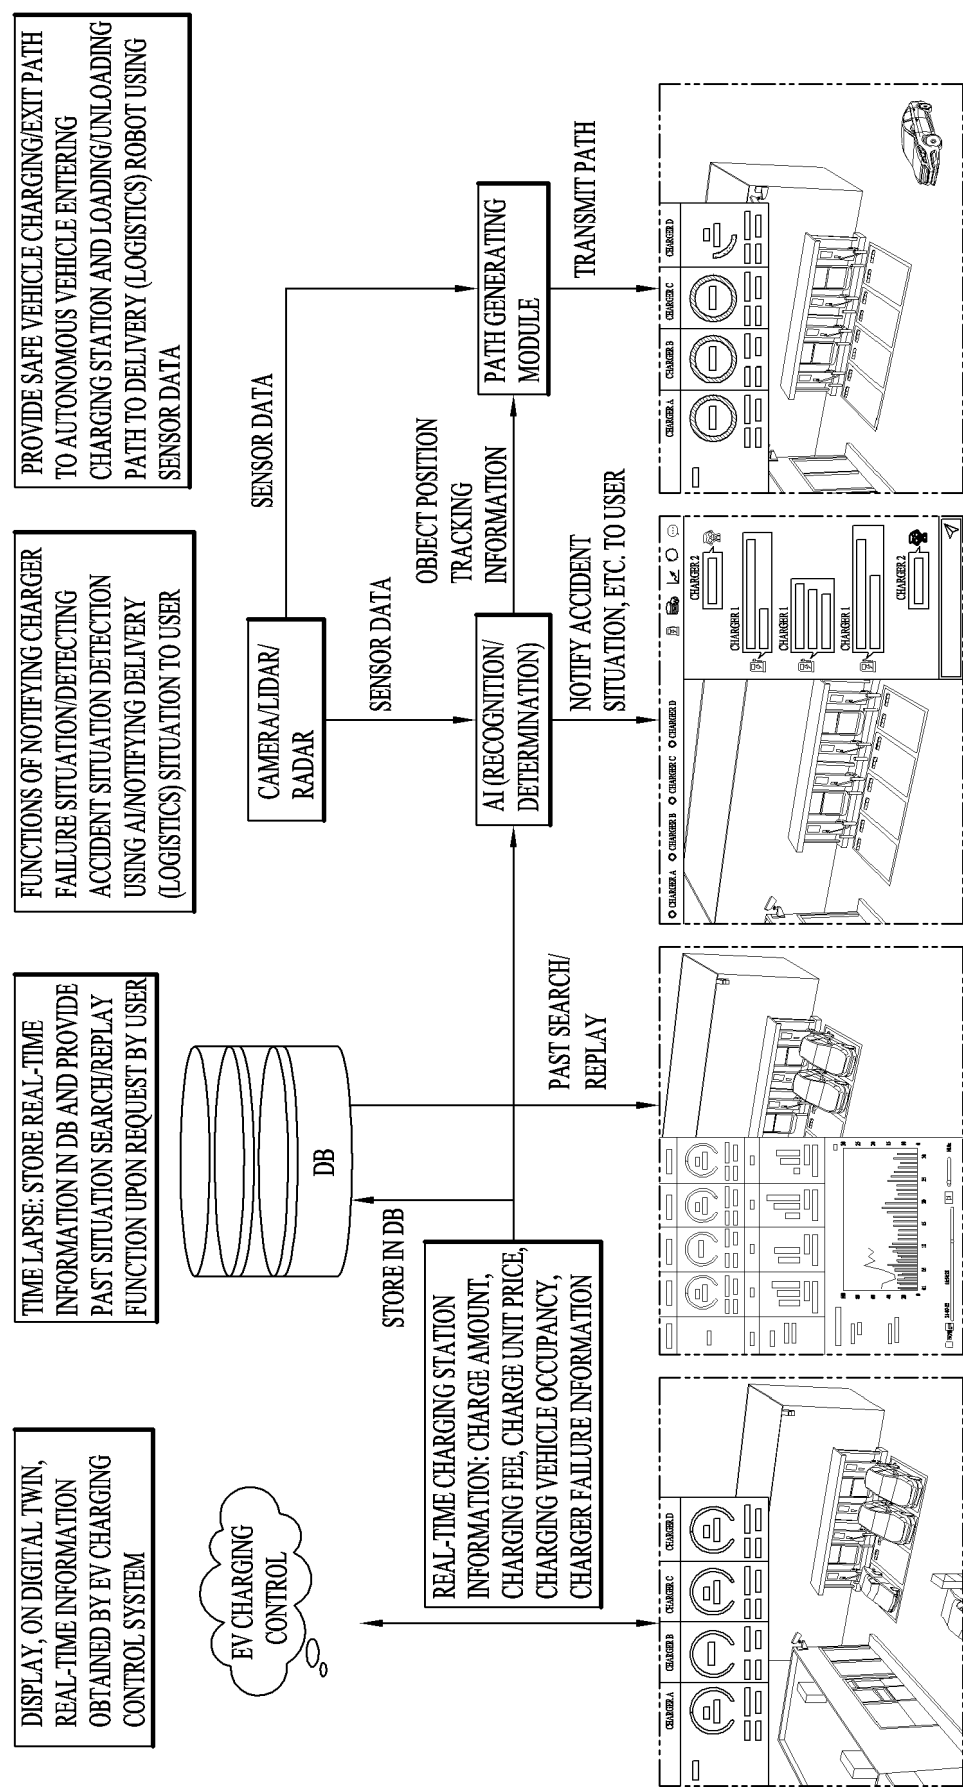 DISPLAY, ON DIGITAL TWIN,
REAL-TIME INFORMATION
OBTAINED BY EV CHARGING
CONTROL SYSTEM
TIME LAPSE: STORE REAL-TIME
INFORMATION IN DB AND PROVIDE
PAST SITUATION SEARCH/REPLAY
FUNCTION UPON REQUEST BY USER
FUNCTIONS OF NOTIFYING CHARGER
FAILURE SITUATION/DETECTING
ACCIDENT SITUATION DETECTION
USING AI/NOTIFYING DELIVERY
(LOGISTICS) SITUATION TO USER
PROVIDE SAFE VEHICLE CHARGING/EXIT PATH
TO AUTONOMOUS VEHICLE ENTERING
CHARGING STATION AND LOADING/UNLOADING
PATH TO DELIVERY (LOGISTICS) ROBOT USING
SENSOR DATA
EV CHARGING
CONTROL
DB
CAMERA/LIDAR/
RADAR
SENSOR DATA
STORE IN DB
SENSOR DATA
OBJECT POSITION
TRACKING
INFORMATION
REAL-TIME CHARGING STATION
INFORMATION: CHARGE AMOUNT,
CHARGING FEE, CHARGE UNIT PRICE,
CHARGING VEHICLE OCCUPANCY,
CHARGER FAILURE INFORMATION
AI (RECOGNITION/
DETERMINATION)
PATH GENERATING
MODULE
PAST SEARCH/
REPLAY
NOTIFY ACCIDENT
SITUATION, ETC. TO USER
TRANSMIT PATH
CHARGER A
CHARGER B
CHARGER C
CHARGER D
CHARGER A
CHARGER B
CHARGER C
CHARGER D
CHARGER 2
CHARGER 1
CHARGER 1
CHARGER 1
CHARGER 2
CHARGER A
CHARGER B
CHARGER C
CHARGER D